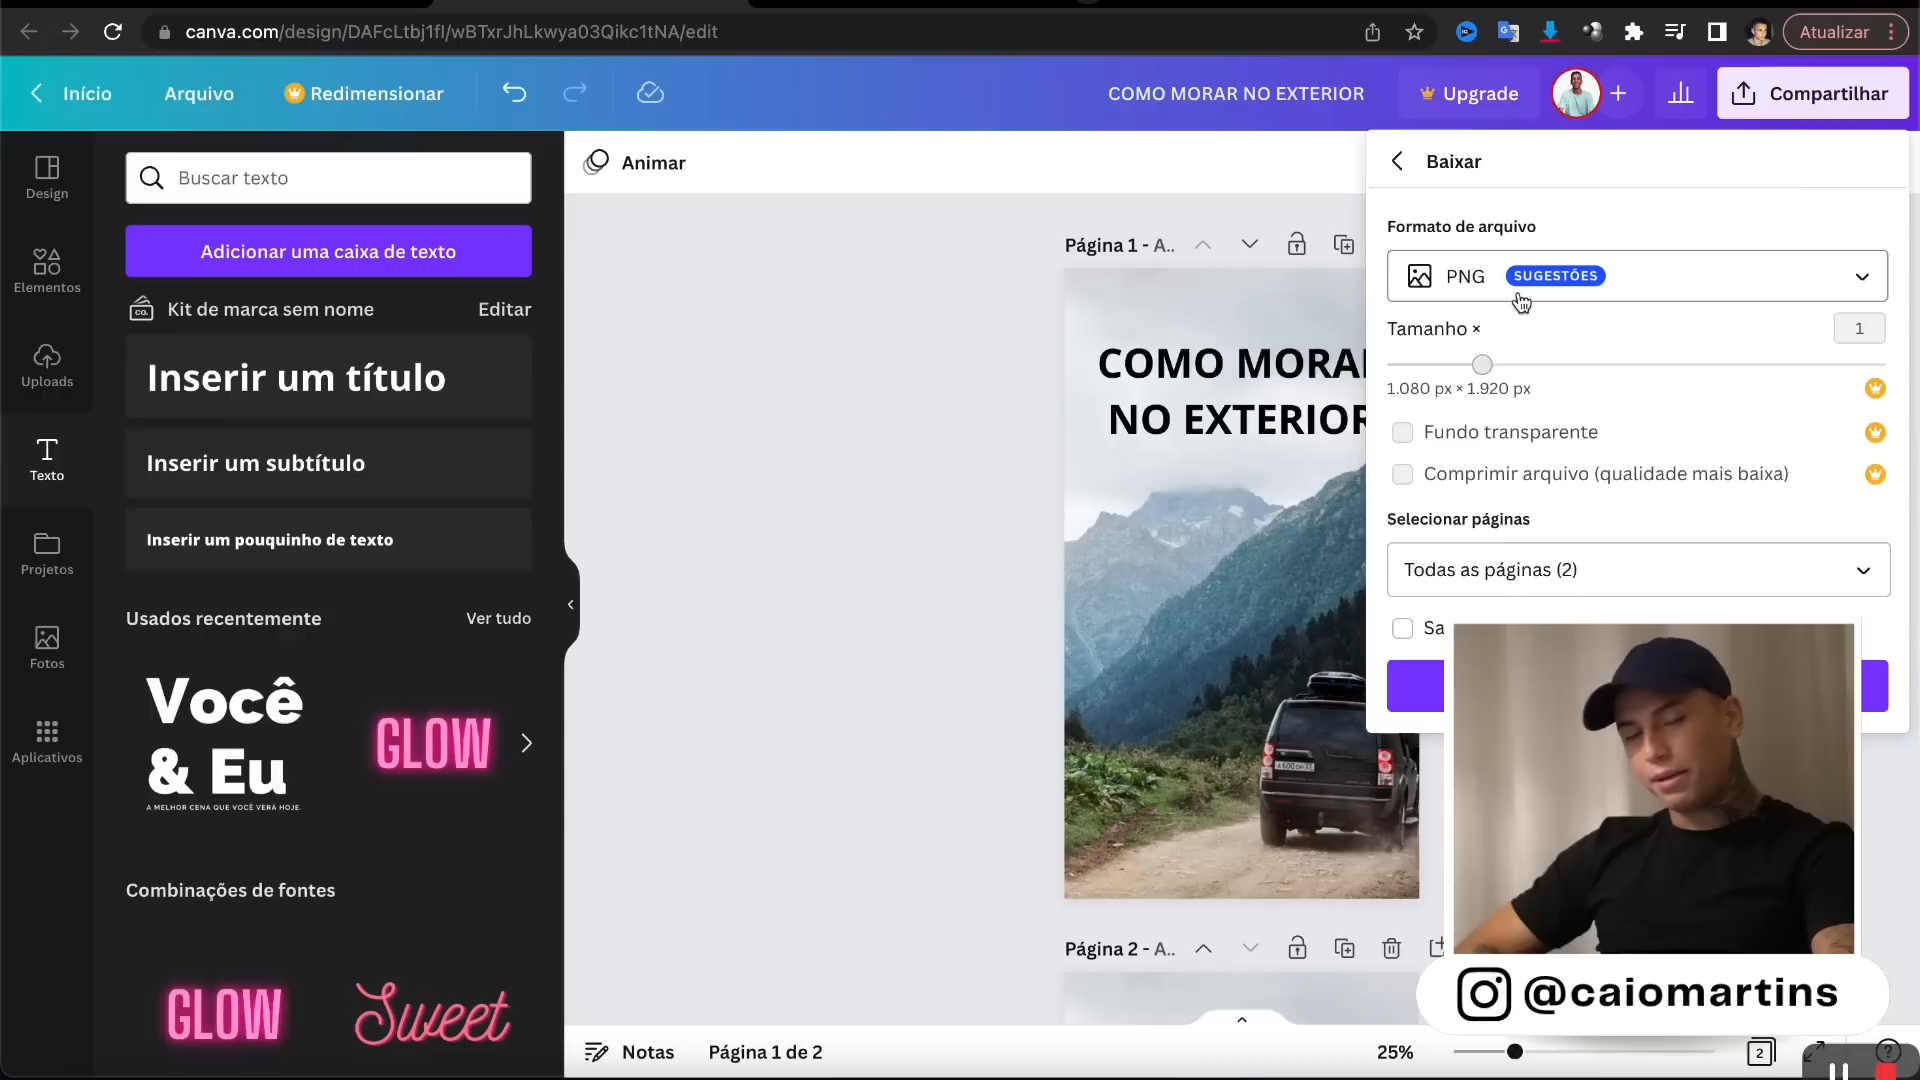 canva.com/design/DAFcLtbj1fI/wBTxrJhLkwya03Qikc1tNA/edit
Atualizar
Início
Arquivo
Redimensionar
COMO MORAR NO EXTERIOR
Upgrade
Compartilhar
Design
Elementos
Uploads
Texto
Projetos
Fotos
Aplicativos
Buscar texto
Adicionar uma caixa de texto
CO.
Kit de marca sem nome
Editar
Inserir um título
Inserir um subtítulo
Inserir um pouquinho de texto
Usados recentemente
Ver tudo
Você
& Eu
A MELHOR CENA QUE VOCÊ VERÁ HOJE.
GLOW
Combinações de fontes
GLOW
Sweet
Animar
Página 1 - A..
COMO MORA
NO EXTERIOR
Página 2 - A..
Notas
Página 1 de 2
25%
2
?
Baixar
Formato de arquivo
PNG
SUGESTÕES
Tamanho ×
1
1.080 px × 1.920 px
Fundo transparente
Comprimir arquivo (qualidade mais baixa)
Selecionar páginas
Todas as páginas (2)
Sa
@caiomartins